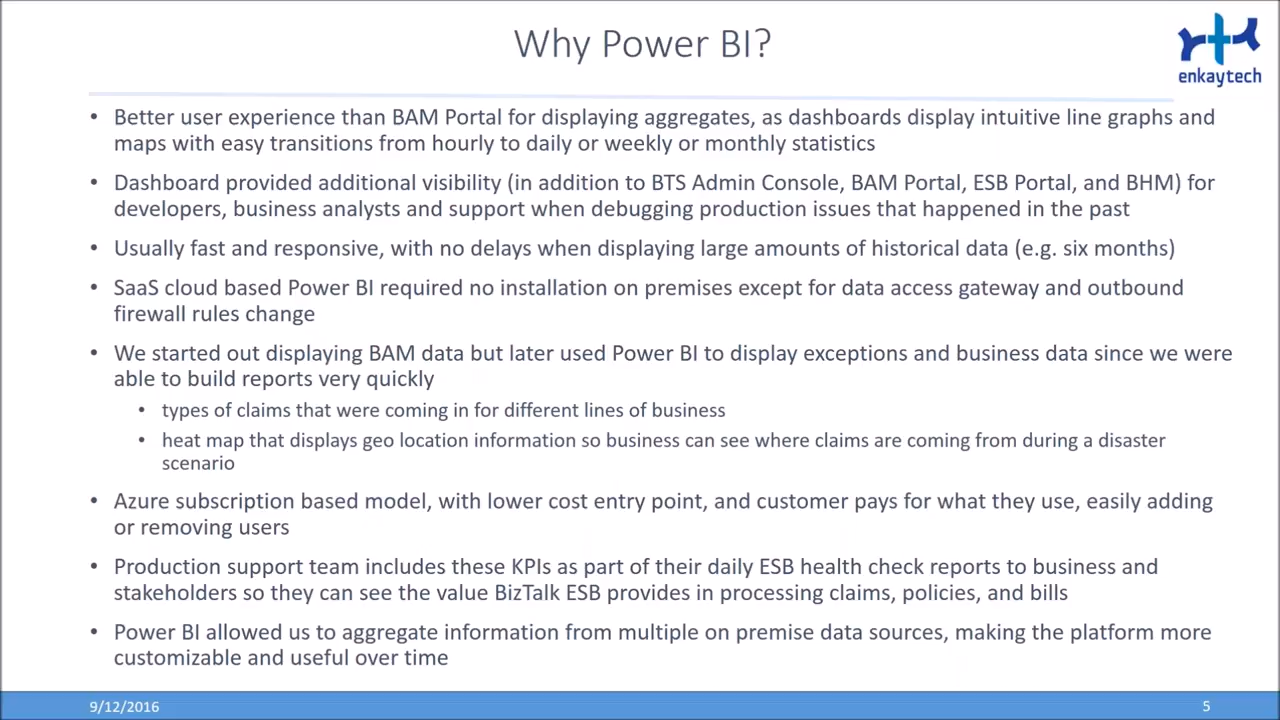 Why Power BI?
enkaytech
• Better user experience than BAM Portal for displaying aggregates, as dashboards display intuitive line graphs and
maps with easy transitions from hourly to daily or weekly or monthly statistics
• Dashboard provided additional visibility (in addition to BTS Admin Console, BAM Portal, ESB Portal, and BHM) for
developers, business analysts and support when debugging production issues that happened in the past
• Usually fast and responsive, with no delays when displaying large amounts of historical data (e.g. six months)
• SaaS cloud based Power BI required no installation on premises except for data access gateway and outbound
firewall rules change
• We started out displaying BAM data but later used Power BI to display exceptions and business data since we were
able to build reports very quickly
• types of claims that were coming in for different lines of business
• heat map that displays geo location information so business can see where claims are coming from during a disaster
scenario
• Azure subscription based model, with lower cost entry point, and customer pays for what they use, easily adding
or removing users
• Production support team includes these KPIs as part of their daily ESB health check reports to business and
stakeholders so they can see the value BizTalk ESB provides in processing claims, policies, and bills
• Power BI allowed us to aggregate information from multiple on premise data sources, making the platform more
customizable and useful over time
9/12/2016
5